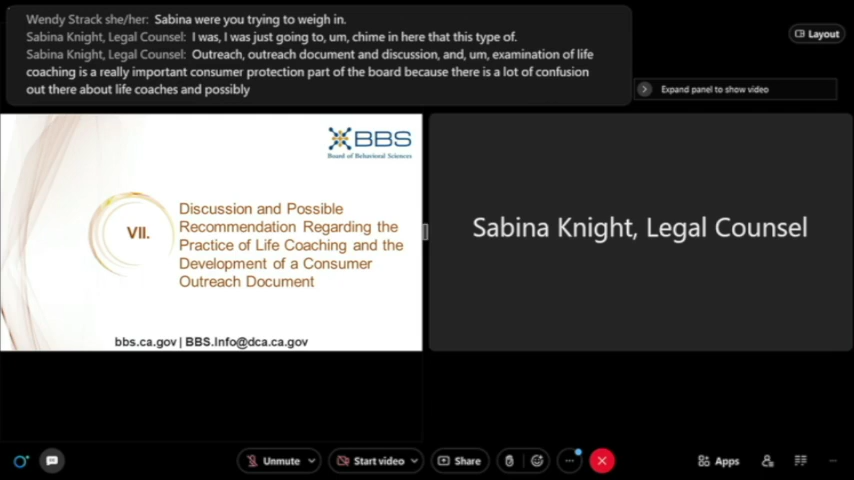 Wendy Strack she/her: Sabina were you trying to weigh in.
Sabina Knight, Legal Counsel: I was, I was just going to, um, chime in here that this type of.
Sabina Knight, Legal Counsel: Outreach, outreach document and discussion, and, um, examination of life
coaching is a really important consumer protection part of the board because there is a lot of confusion
out there about life coaches and possibly
Layout
Expand panel to show video
BBS
Board of Behavioral Sciences
VII.
Discussion and Possible
Recommendation Regarding the
Practice of Life Coaching and the
Development of a Consumer
Outreach Document
bbs.ca.gov | BBS.Info@dca.ca.gov
Sabina Knight, Legal Counsel
Unmute
Start video
Share
Apps